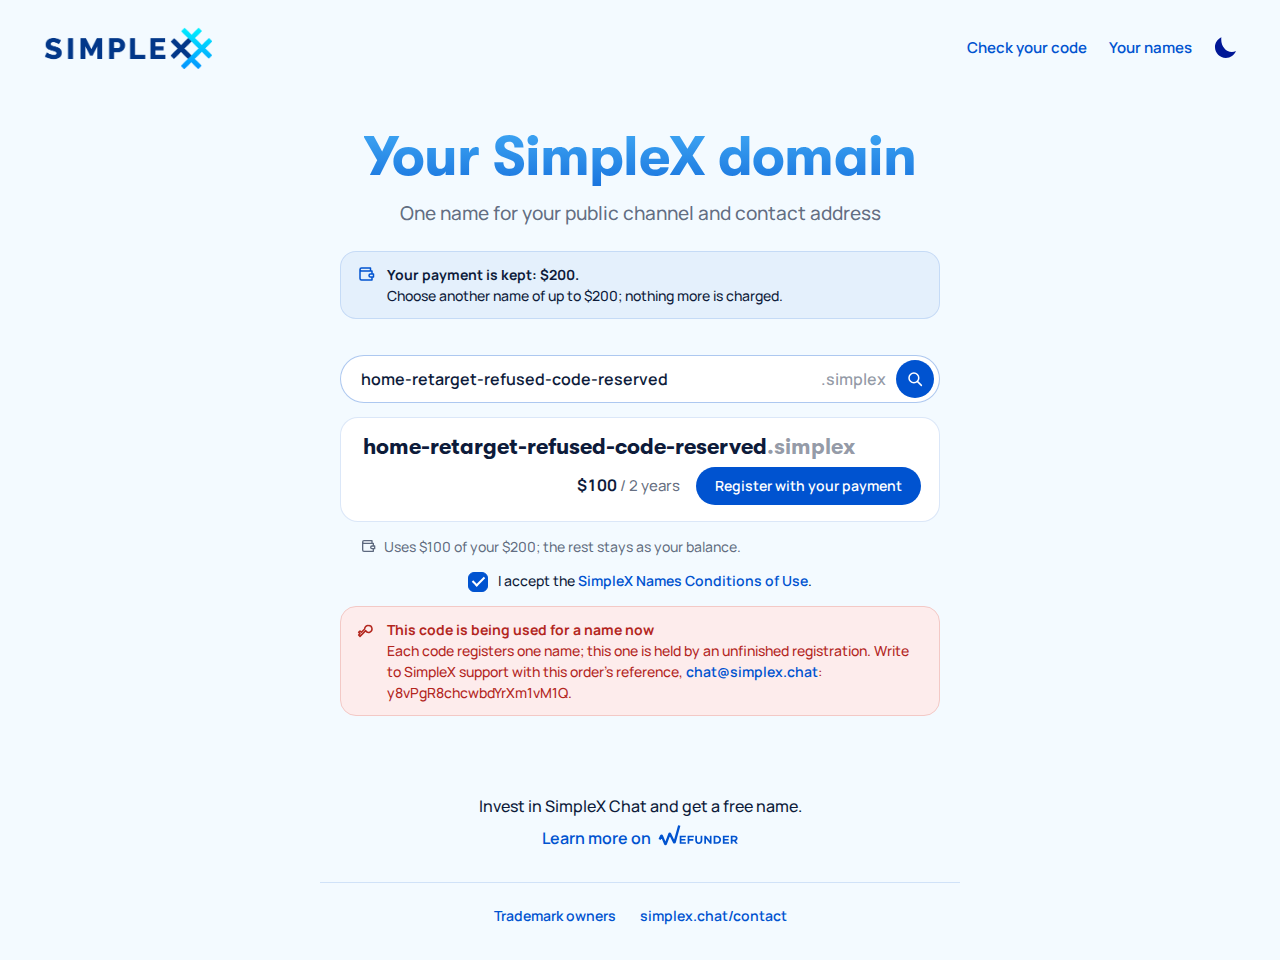 SIMPLEX
Check your code
Your names
Your SimpleX domain
One name for your public channel and contact address
Your payment is kept: $200.
Choose another name of up to $200; nothing more is charged.
home-retarget-refused-code-reserved .simplex
home-retarget-refused-code-reserved.simplex
$100 / 2 years Register with your payment
Uses $100 of your $200; the rest stays as your balance.
I accept the SimpleX Names Conditions of Use.
This code is being used for a name now
Each code registers one name; this one is held by an unfinished registration. Write
to SimpleX support with this order's reference, chat@simplex.chat:
y8vPgR8chcwbdYrXm1vM1Q.
Invest in SimpleX Chat and get a free name.
Learn more on WEFUNDER
Trademark owners simplex.chat/contact